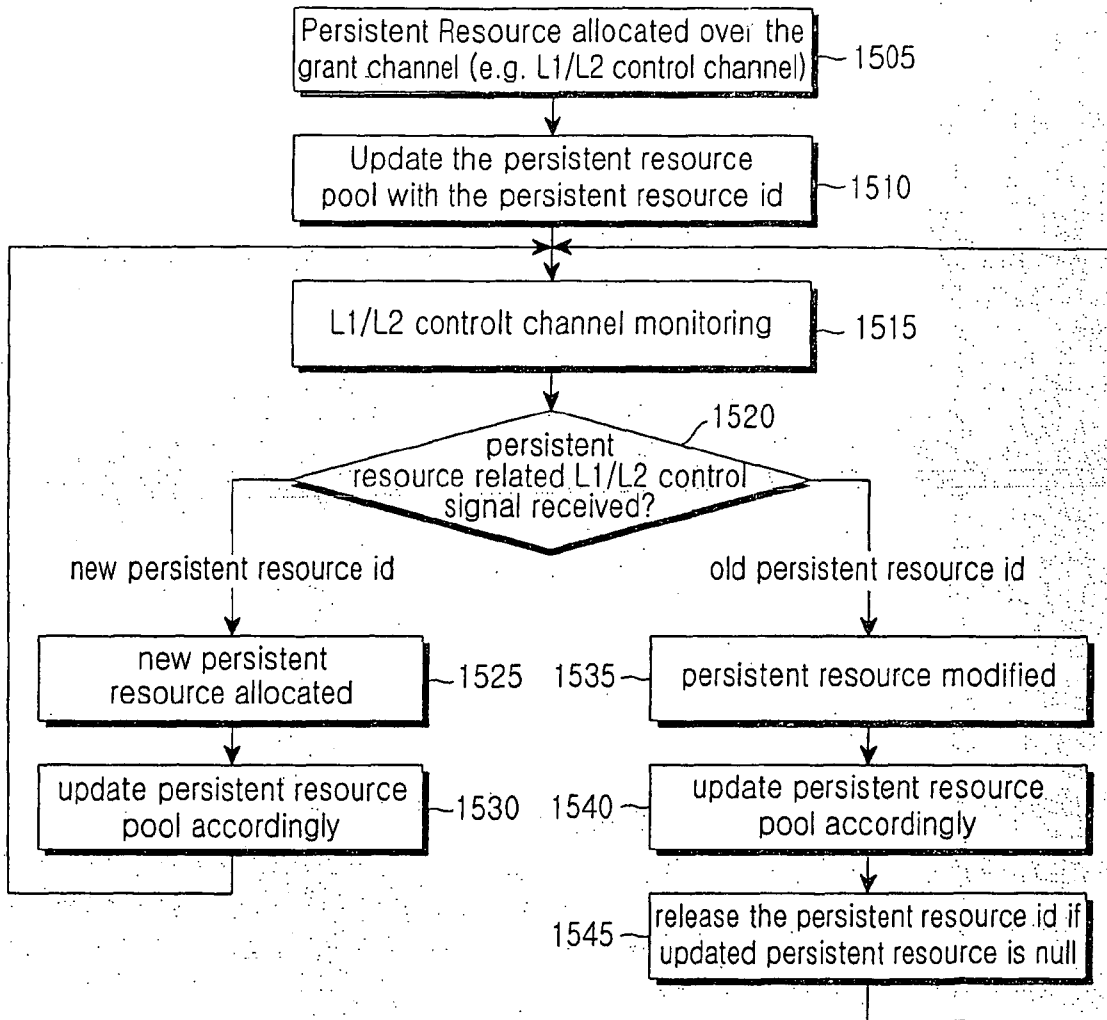 Persistent Resource allocated over the
grant channel (e.g. L1/L2 control channel)
1505
Update the persistent resource
pool with the persistent resource id
1510
L1/L2 controlt channel monitoring
1515
1520
persistent
resource related L1/L2 control
signal received?
new persistent resource id
old persistent resource id
new persistent
resource allocated
1525
1535
persistent resource modified
update persistent resource
pool accordingly
1530
1540
update persistent resource
pool accordingly
1545
release the persistent resource id if
updated persistent resource is null